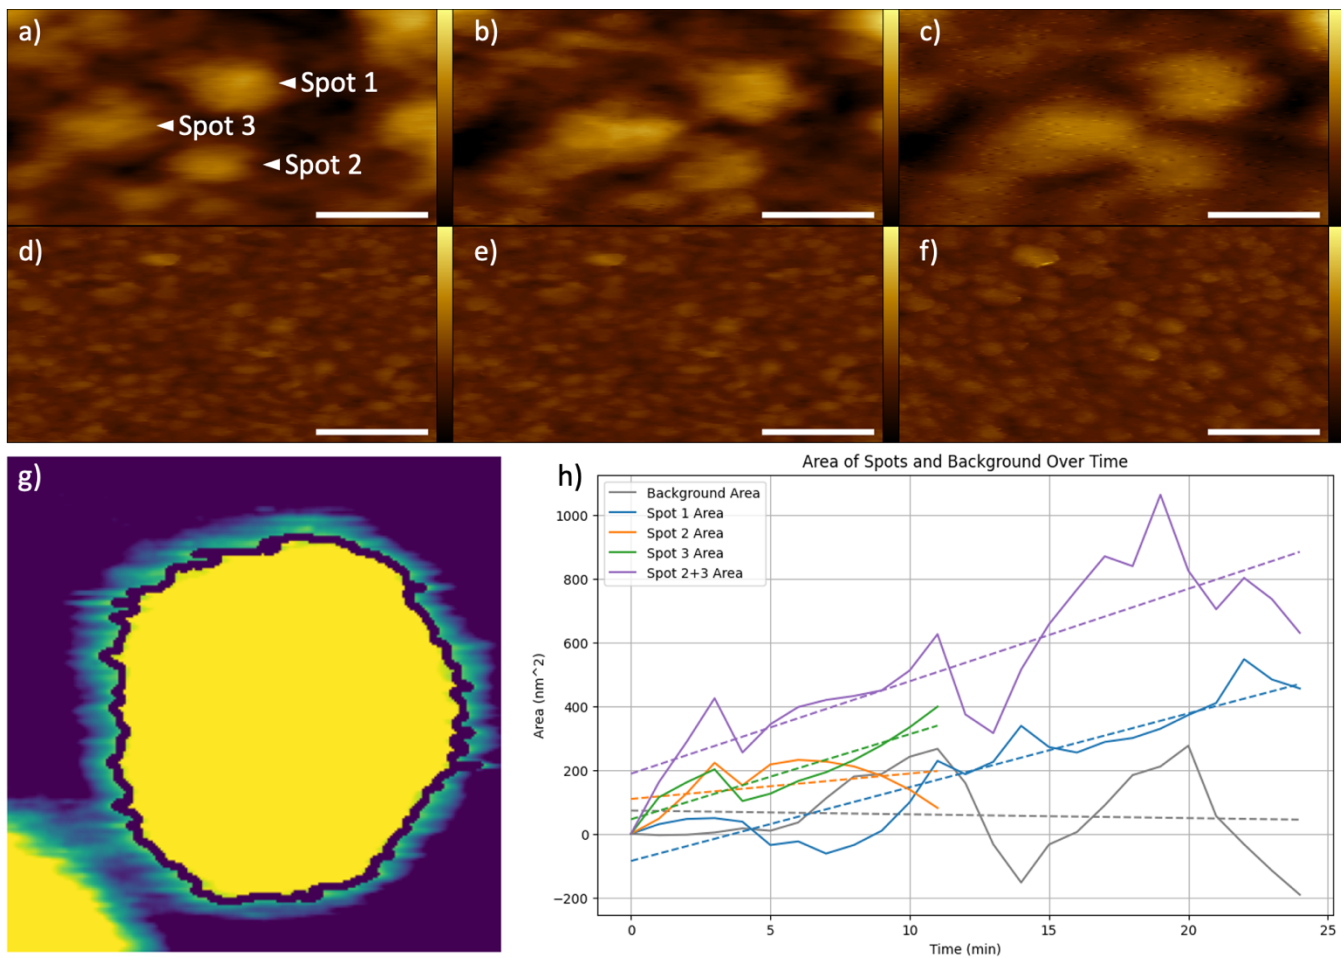 a)
Spot 1
Spot 3
Spot 2
b)
c)
d)
e)
f)
g)
h)
Area of Spots and Background Over Time
Background Area
Spot 1 Area
Spot 2 Area
Spot 3 Area
Spot 2+3 Area
1000
800
600
400
200
0
−200
Area (nm^2)
0
5
10
15
20
25
Time (min)